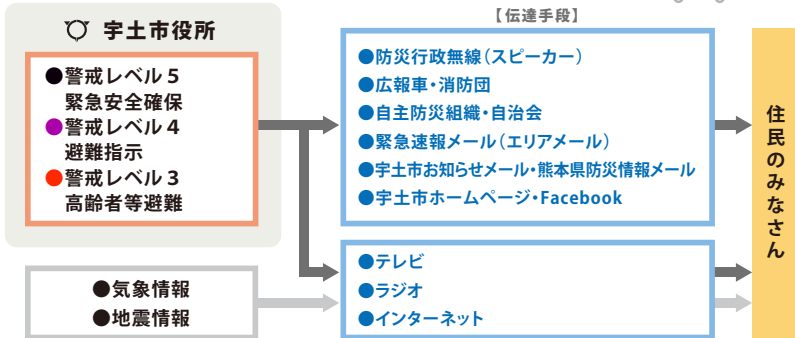 【伝達手段】
宇土市役所
●警戒レベル5
緊急安全確保
●警戒レベル4
避難指示
●警戒レベル3
高齢者等避難
●気象情報
●地震情報
●防災行政無線(スピーカー)
●広報車・消防団
●自主防災組織・自治会
●緊急速報メール(エリアメール)
●宇土市お知らせメール・熊本県防災情報メール
●宇土市ホームページ・Facebook
●テレビ
●ラジオ
●インターネット
住民のみなさん